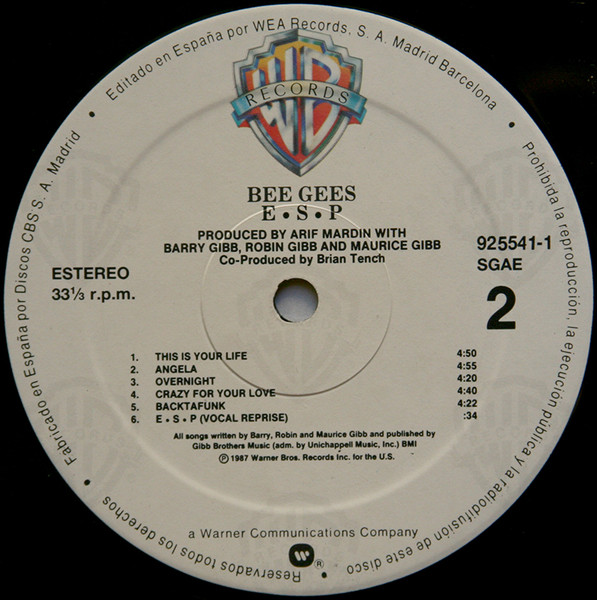 Editado en España por WEA Records, S. A. Madrid Barcelona
Prohibida la reproducción, la ejecución pública y la radiodifusión de este disco
Reservados todos los derechos
Fabricado en España por Discos CBS S. A. Madrid
WB
RECORDS
BEE GEES
E • S • P
PRODUCED BY ARIF MARDIN WITH
BARRY GIBB, ROBIN GIBB AND MAURICE GIBB
Co-Produced by Brian Tench
ESTEREO
33⅓ r.p.m.
925541-1
SGAE
2
1. THIS IS YOUR LIFE 4:50
2. ANGELA 4:55
3. OVERNIGHT 4:20
4. CRAZY FOR YOUR LOVE 4:40
5. BACKTAFUNK 4:22
6. E • S • P (VOCAL REPRISE) :34
All songs written by Barry, Robin and Maurice Gibb and published by
Gibb Brothers Music (adm. by Unichappell Music, Inc.) BMI
℗ 1987 Warner Bros. Records Inc. for the U.S.
a Warner Communications Company
®